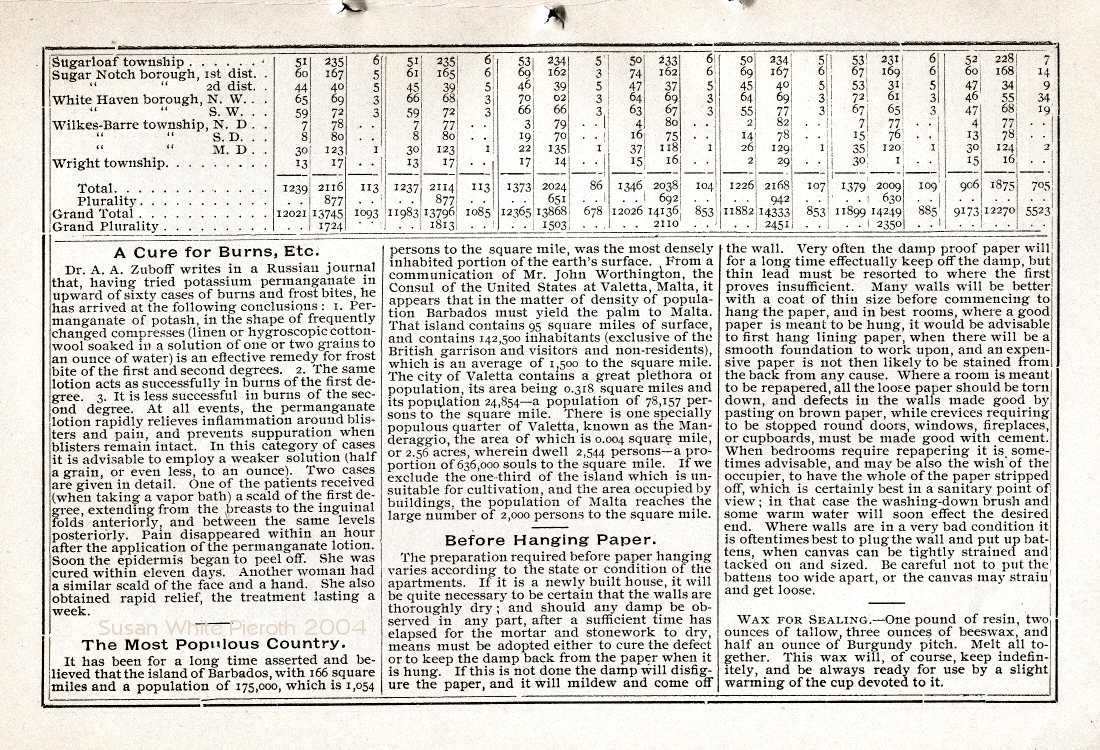 Sugarloaf township . . . . . . . 51 235 6 51 235 6 53 234 5 50 233 6 50 234 5 53 231 6 52 228 7
Sugar Notch borough, 1st dist. . 60 167 5 61 165 6 69 162 3 74 162 6 69 167 6 67 169 6 60 168 14
“ “ 2d dist. . 44 40 5 45 39 5 46 39 5 47 37 5 45 40 5 53 31 5 47 34 9
White Haven borough, N. W. . . 65 69 3 66 68 3 70 02 3 64 69 3 64 69 3 72 61 3 46 55 34
“ “ S. W. . . 59 72 3 59 72 3 66 66 3 63 67 3 55 77 3 67 65 3 47 68 19
Wilkes-Barre township, N. D . . 7 78 . . 7 77 . . 3 79 . . 4 80 . . 2 82 . . 7 77 . . 4 77 . .
“ “ S. D. . . 8 80 . . 8 80 . . 19 70 . . 16 75 . . 14 78 . . 15 76 . . 13 78 . .
“ “ M. D . . 30 123 1 30 123 1 22 135 1 37 118 1 26 129 1 35 120 1 30 124 2
Wright township. . . . . . . . . 13 17 . . 13 17 . . 17 14 . . 15 16 . . 2 29 . . 30 1 . . 15 16 . .
Total. . . . . . . . . . . . . 1239 2116 113 1237 2114 113 1373 2024 86 1346 2038 104 1226 2168 107 1379 2009 109 906 1875 705
Plurality. . . . . . . . . . . . . 877 . . . . 877 . . . . 651 . . . . 692 . . . . 942 . . . . 630 . . . . . . . .
Grand Total . . . . . . . . . . . 12021 13745 1093 11983 13796 1085 12365 13868 678 12026 14136 853 11882 14333 853 11899 14249 885 9173 12270 5523
Grand Plurality . . . . . . . . . . . 1724 . . . . 1813 . . . . 1503 . . . . 2110 . . . . 2451 . . . . 2350 . . . . . . . .
A Cure for Burns, Etc.
Dr. A. A. Zuboff writes in a Russian journal
that, having tried potassium permanganate in
upward of sixty cases of burns and frost bites, he
has arrived at the following conclusions : 1. Per-
manganate of potash, in the shape of frequently
changed compresses (linen or hygroscopic cotton-
wool soaked in a solution of one or two grains to
an ounce of water) is an effective remedy for frost
bite of the first and second degrees. 2. The same
lotion acts as successfully in burns of the first de-
gree. 3. It is less successful in burns of the sec-
ond degree. At all events, the permanganate
lotion rapidly relieves inflammation around blis-
ters and pain, and prevents suppuration when
blisters remain intact. In this category of cases
it is advisable to employ a weaker solution (half
a grain, or even less, to an ounce). Two cases
are given in detail. One of the patients received
(when taking a vapor bath) a scald of the first de-
gree, extending from the breasts to the inguinal
folds anteriorly, and between the same levels
posteriorly. Pain disappeared within an hour
after the application of the permanganate lotion.
Soon the epidermis began to peel off. She was
cured within eleven days. Another woman had
a similar scald of the face and a hand. She also
obtained rapid relief, the treatment lasting a
week.
Susan White Pieroth 2004
The Most Populous Country.
It has been for a long time asserted and be-
lieved that the island of Barbados, with 166 square
miles and a population of 175,000, which is 1,054
persons to the square mile, was the most densely
inhabited portion of the earth's surface. From a
communication of Mr. John Worthington, the
Consul of the United States at Valetta, Malta, it
appears that in the matter of density of popula-
tion Barbados must yield the palm to Malta.
That island contains 95 square miles of surface,
and contains 142,500 inhabitants (exclusive of the
British garrison and visitors and non-residents),
which is an average of 1,500 to the square mile.
The city of Valetta contains a great plethora of
population, its area being 0.318 square miles and
its population 24,854—a population of 78,157 per-
sons to the square mile. There is one specially
populous quarter of Valetta, known as the Man-
deraggio, the area of which is 0.004 square mile,
or 2.56 acres, wherein dwell 2,544 persons—a pro-
portion of 636,000 souls to the square mile. If we
exclude the one-third of the island which is un-
suitable for cultivation, and the area occupied by
buildings, the population of Malta reaches the
large number of 2,000 persons to the square mile.
Before Hanging Paper.
The preparation required before paper hanging
varies according to the state or condition of the
apartments. If it is a newly built house, it will
be quite necessary to be certain that the walls are
thoroughly dry ; and should any damp be ob-
served in any part, after a sufficient time has
elapsed for the mortar and stonework to dry,
means must be adopted either to cure the defect
or to keep the damp back from the paper when it
is hung. If this is not done the damp will disfig-
ure the paper, and it will mildew and come off
the wall. Very often the damp proof paper will
for a long time effectually keep off the damp, but
thin lead must be resorted to where the first
proves insufficient. Many walls will be better
with a coat of thin size before commencing to
hang the paper, and in best rooms, where a good
paper is meant to be hung, it would be advisable
to first hang lining paper, when there will be a
smooth foundation to work upon, and an expen-
sive paper is not then likely to be stained from
the back from any cause. Where a room is meant
to be repapered, all the loose paper should be torn
down, and defects in the walls made good by
pasting on brown paper, while crevices requiring
to be stopped round doors, windows, fireplaces,
or cupboards, must be made good with cement.
When bedrooms require repapering it is some-
times advisable, and may be also the wish of the
occupier, to have the whole of the paper stripped
off, which is certainly best in a sanitary point of
view ; in that case the washing-down brush and
some warm water will soon effect the desired
end. Where walls are in a very bad condition it
is oftentimes best to plug the wall and put up bat-
tens, when canvas can be tightly strained and
tacked on and sized. Be careful not to put the
battens too wide apart, or the canvas may strain
and get loose.
WAX FOR SEALING.—One pound of resin, two
ounces of tallow, three ounces of beeswax, and
half an ounce of Burgundy pitch. Melt all to-
gether. This wax will, of course, keep indefin-
itely, and be always ready for use by a slight
warming of the cup devoted to it.